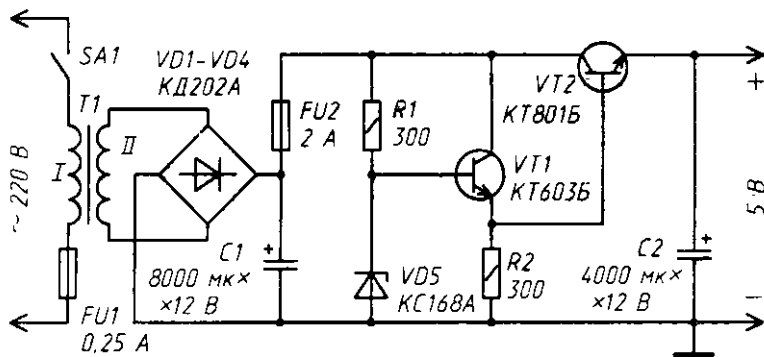 SA1
VD1-VD4
КД202А
T1
I
II
~ 220 В
FU1
0,25 А
FU2
2 А
C1
+
8000 мк×
×12 В
R1
300
VD5
КС168А
VT1
КТ603Б
R2
300
VT2
КТ801Б
C2
+
4000 мк×
×12 В
+
5 В
−